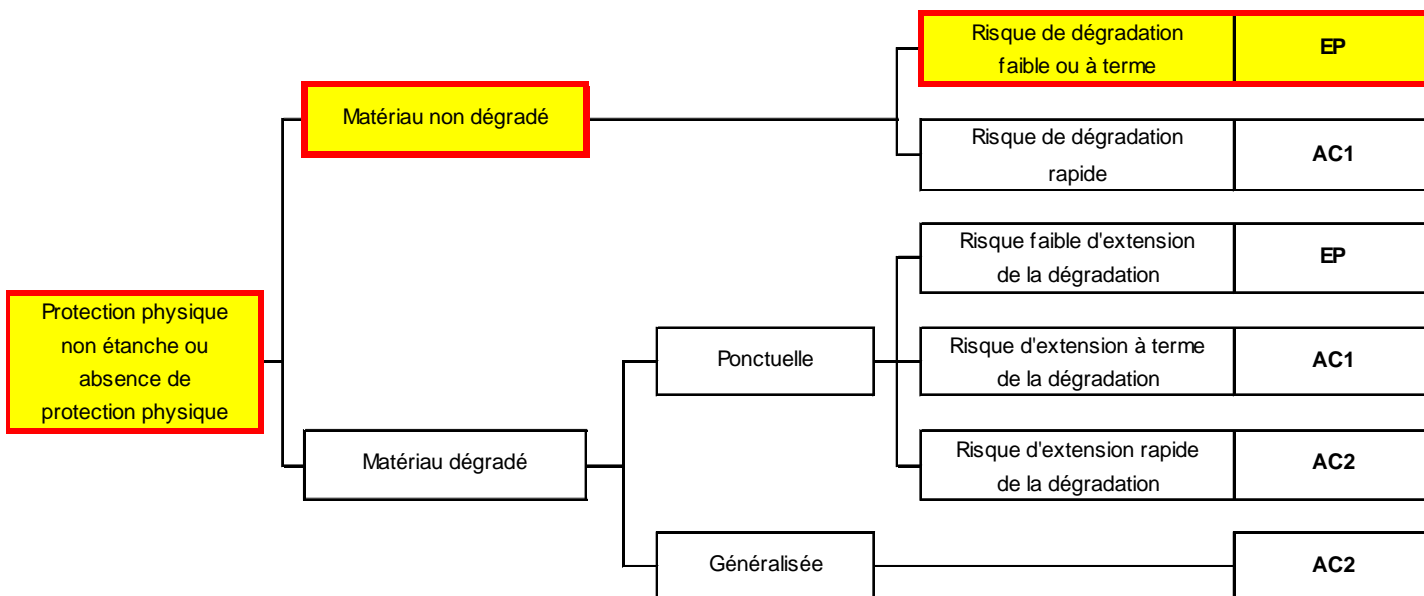 Risque de dégradation
faible ou à terme
EP
Matériau non dégradé
Risque de dégradation
rapide
AC1
Risque faible d'extension
de la dégradation
EP
Protection physique
non étanche ou
absence de
protection physique
Ponctuelle
Risque d'extension à terme
de la dégradation
AC1
Matériau dégradé
Risque d'extension rapide
de la dégradation
AC2
Généralisée
AC2